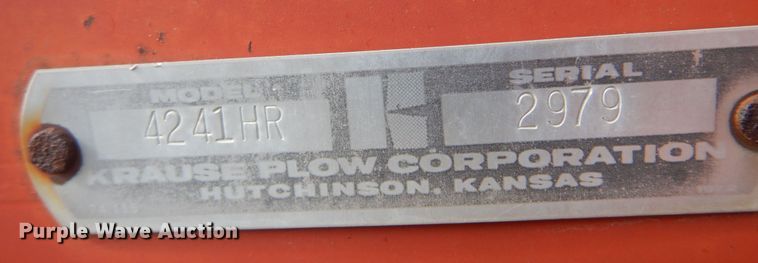 MODEL SERIAL
4241HR 2979
K
KRAUSE PLOW CORPORATION
HUTCHINSON, KANSAS
Purple Wave Auction